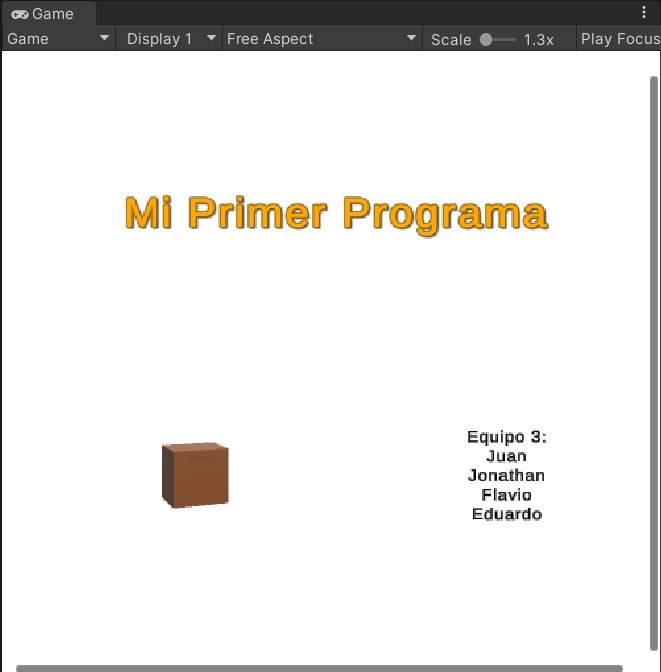 Game
Game Display 1 Free Aspect Scale 1.3x Play Focus
Mi Primer Programa
Equipo 3:
Juan
Jonathan
Flavio
Eduardo